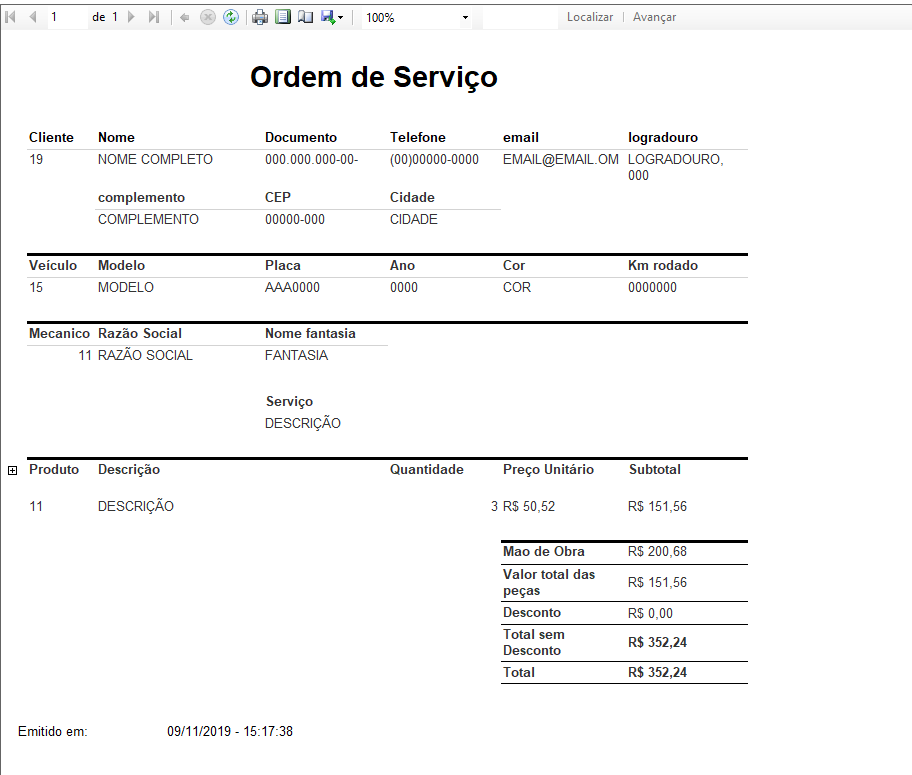 1 de 1 100% Localizar | Avançar
Ordem de Serviço
Cliente Nome Documento Telefone email logradouro
19 NOME COMPLETO 000.000.000-00- (00)00000-0000 EMAIL@EMAIL.OM LOGRADOURO,
000
complemento CEP Cidade
COMPLEMENTO 00000-000 CIDADE
Veículo Modelo Placa Ano Cor Km rodado
15 MODELO AAA0000 0000 COR 0000000
Mecanico Razão Social Nome fantasia
11 RAZÃO SOCIAL FANTASIA
Serviço
DESCRIÇÃO
Produto Descrição Quantidade Preço Unitário Subtotal
11 DESCRIÇÃO 3 R$ 50,52 R$ 151,56
Mao de Obra R$ 200,68
Valor total das
peças R$ 151,56
Desconto R$ 0,00
Total sem
Desconto R$ 352,24
Total R$ 352,24
Emitido em: 09/11/2019 - 15:17:38